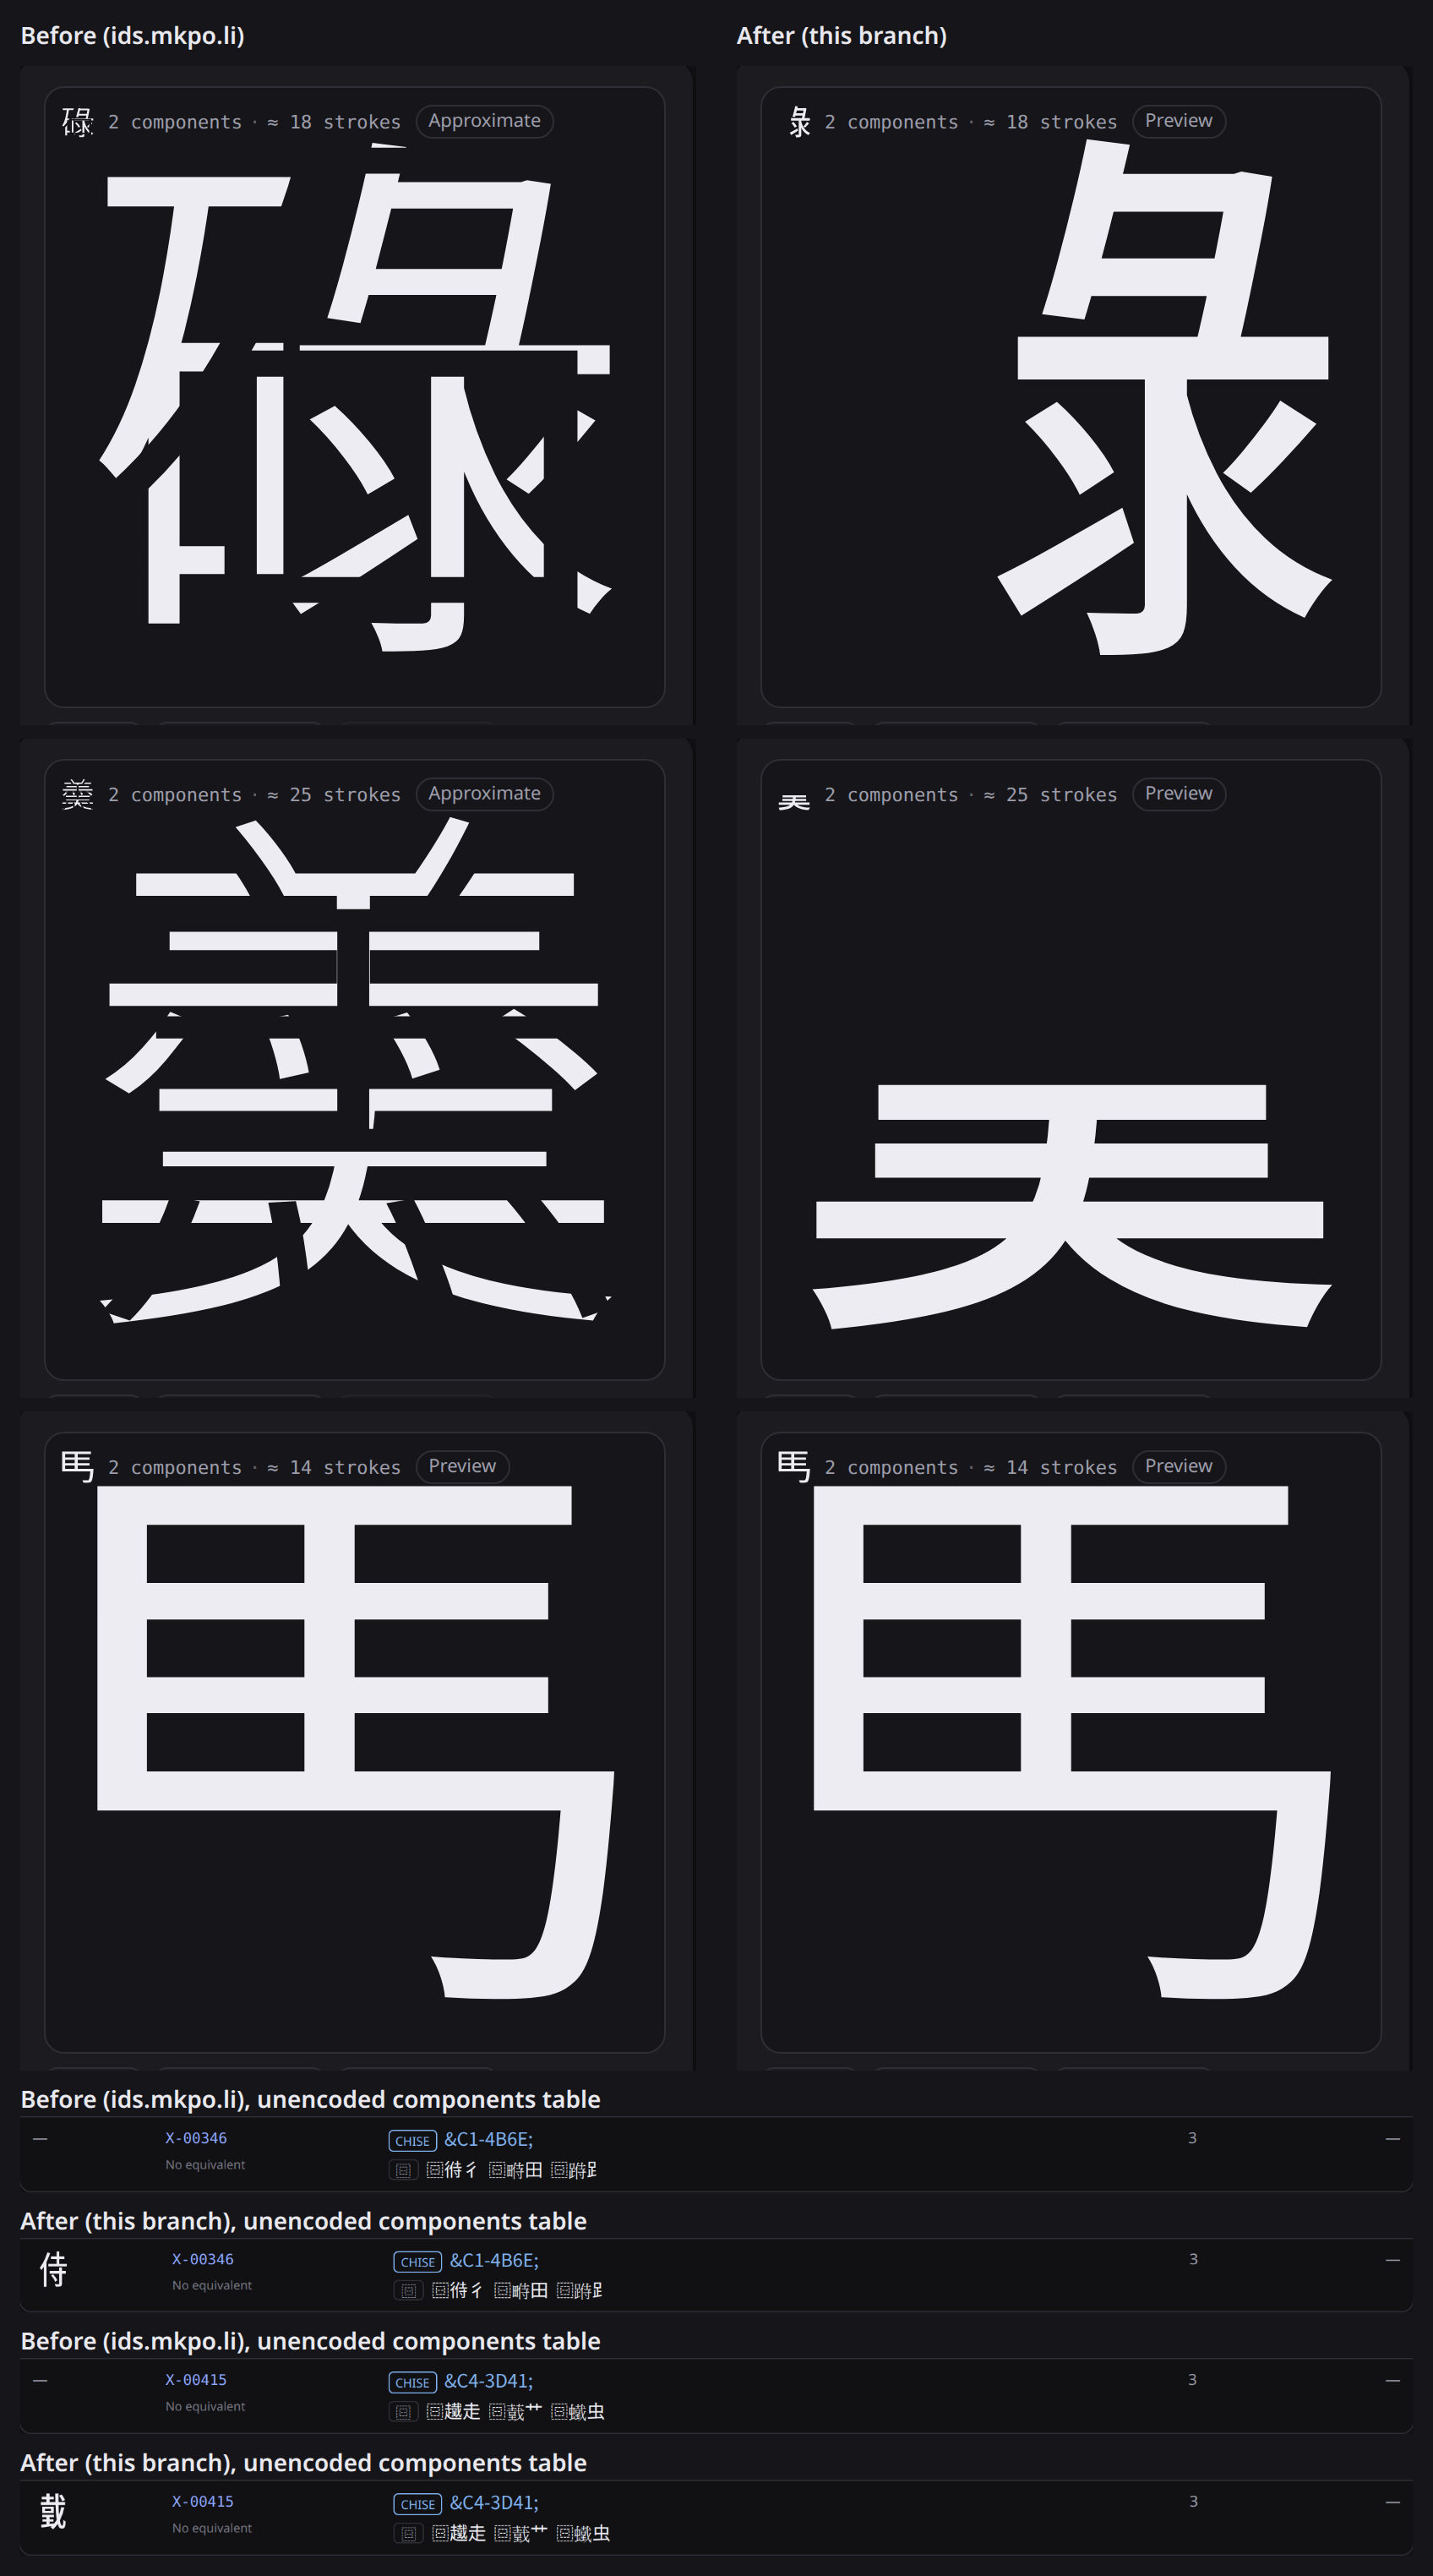 Before (ids.mkpo.li)
After (this branch)
2 components · ≈ 18 strokes Approximate
2 components · ≈ 18 strokes Preview
2 components · ≈ 25 strokes Approximate
2 components · ≈ 25 strokes Preview
2 components · ≈ 14 strokes Preview
2 components · ≈ 14 strokes Preview
Before (ids.mkpo.li), unencoded components table
— X-00346 CHISE &C1-4B6E; 3 —
No equivalent
After (this branch), unencoded components table
X-00346 CHISE &C1-4B6E; 3 —
No equivalent
Before (ids.mkpo.li), unencoded components table
— X-00415 CHISE &C4-3D41; 3 —
No equivalent
After (this branch), unencoded components table
X-00415 CHISE &C4-3D41; 3 —
No equivalent